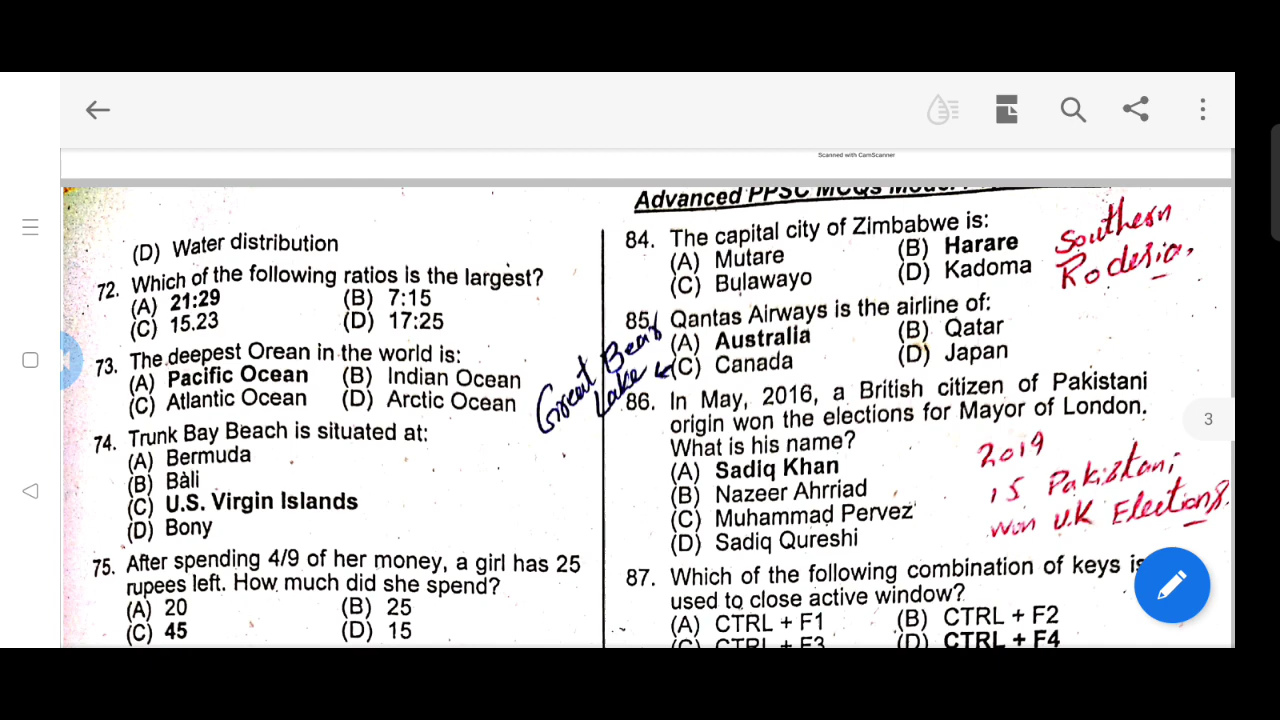 Scanned with CamScanner
Advanced PPSC MCQs Model
(D) Water distribution
72. Which of the following ratios is the largest?
(A) 21:29 (B) 7:15
(C) 15.23 (D) 17:25
73. The deepest Orean in the world is:
(A) Pacific Ocean (B) Indian Ocean
(C) Atlantic Ocean (D) Arctic Ocean
74. Trunk Bay Beach is situated at:
(A) Bermuda
(B) Bali
(C) U.S. Virgin Islands
(D) Bony
75. After spending 4/9 of her money, a girl has 25
rupees left. How much did she spend?
(A) 20 (B) 25
(C) 45 (D) 15
Great Bear
Lake
84. The capital city of Zimbabwe is:
(A) Mutare (B) Harare
(C) Bulawayo (D) Kadoma
Southern
Rodesia.
85. Qantas Airways is the airline of:
(A) Australia (B) Qatar
(C) Canada (D) Japan
86. In May, 2016, a British citizen of Pakistani
origin won the elections for Mayor of London.
What is his name?
(A) Sadiq Khan
(B) Nazeer Ahrriad
(C) Muhammad Pervez
(D) Sadiq Qureshi
2019
15 Pakistani
won U.K Elections.
87. Which of the following combination of keys is
used to close active window?
(A) CTRL + F1 (B) CTRL + F2
(C) CTRL + F3 (D) CTRL + F4
3